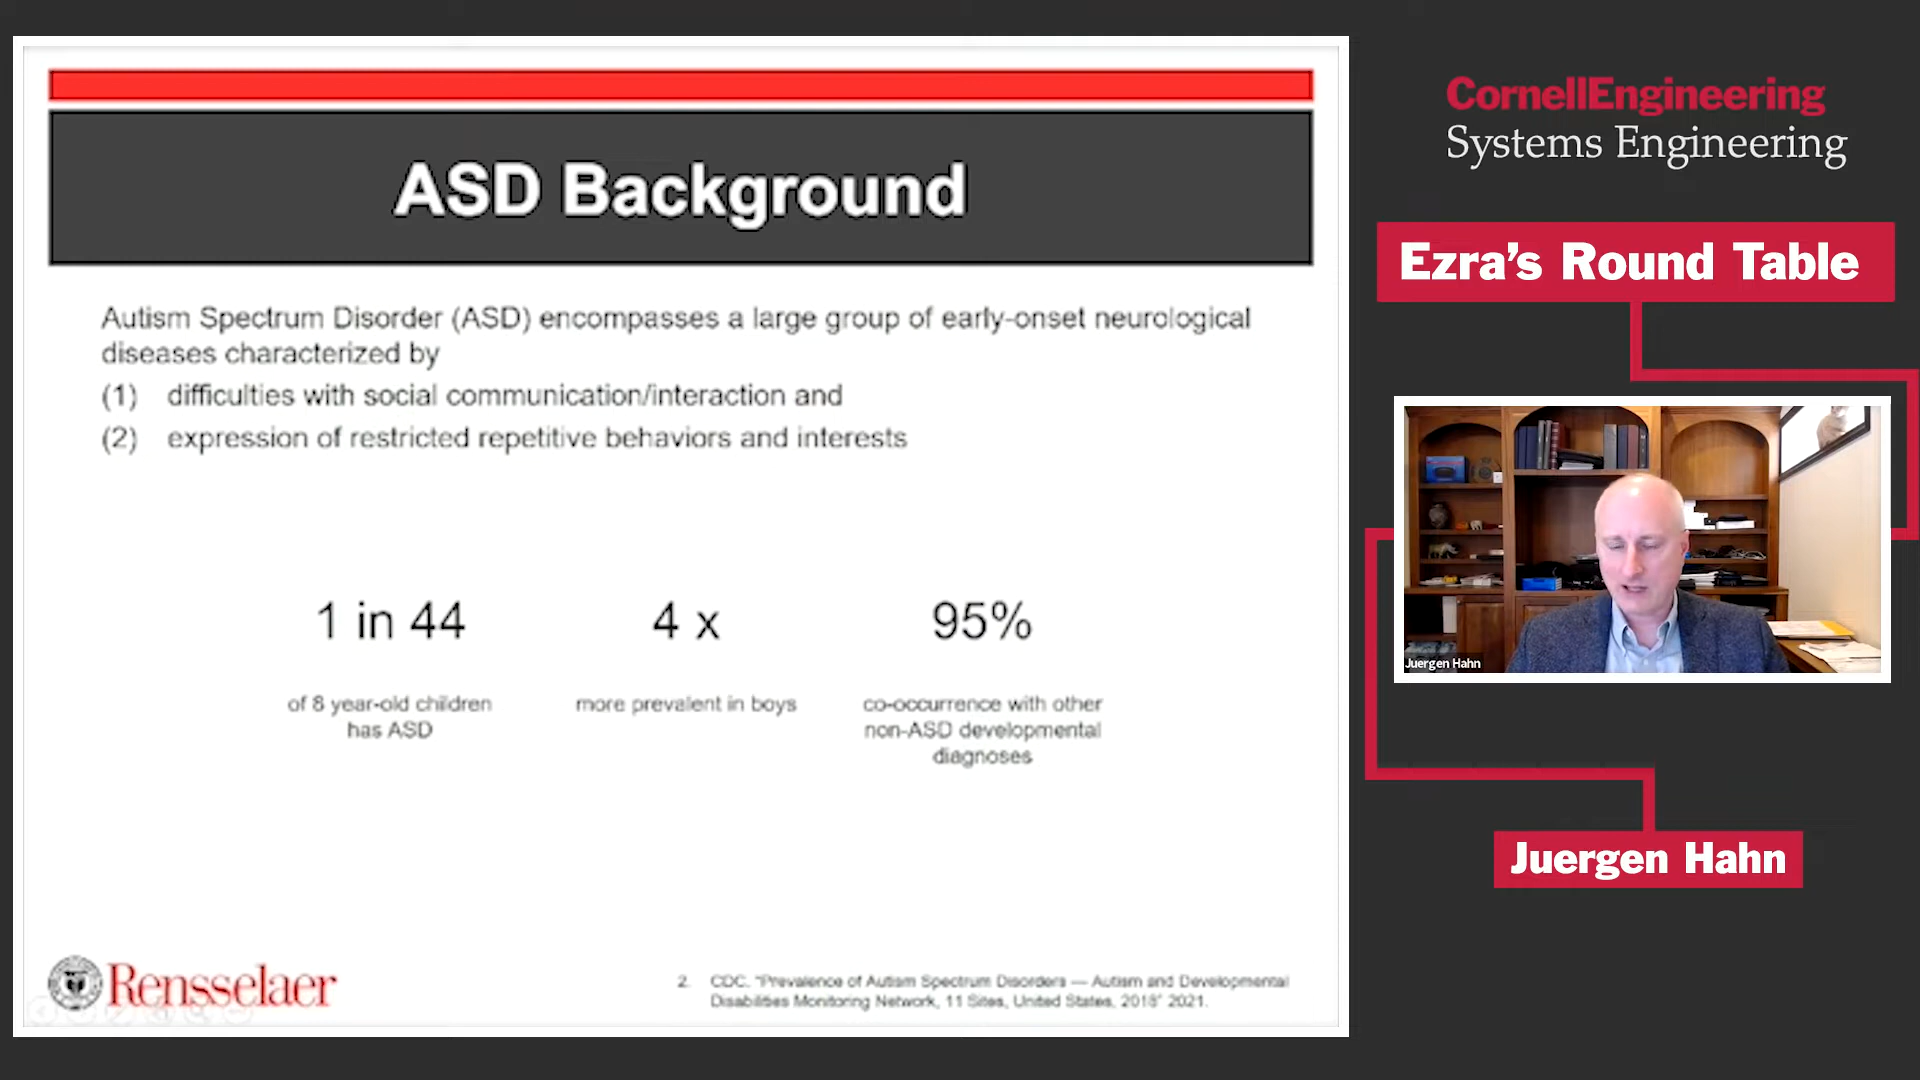 ASD Background
Autism Spectrum Disorder (ASD) encompasses a large group of early-onset neurological
diseases characterized by
(1) difficulties with social communication/interaction and
(2) expression of restricted repetitive behaviors and interests
1 in 44
of 8 year-old children
has ASD
4 x
more prevalent in boys
95%
co-occurrence with other
non-ASD developmental
diagnoses
Rensselaer
2. CDC. "Prevalence of Autism Spectrum Disorders — Autism and Developmental
Disabilities Monitoring Network, 11 Sites, United States, 2018" 2021.
CornellEngineering
Systems Engineering
Ezra's Round Table
Juergen Hahn
Juergen Hahn